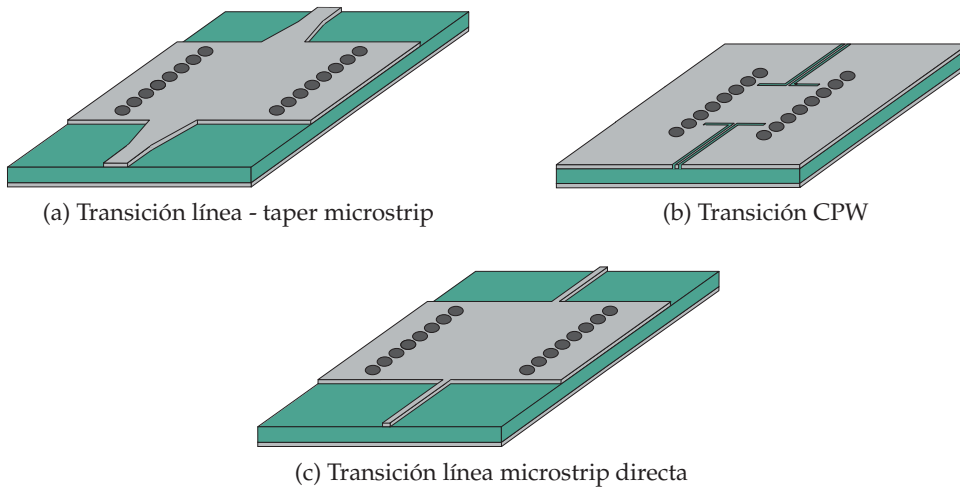 (a) Transición línea - taper microstrip
(b) Transición CPW
(c) Transición línea microstrip directa